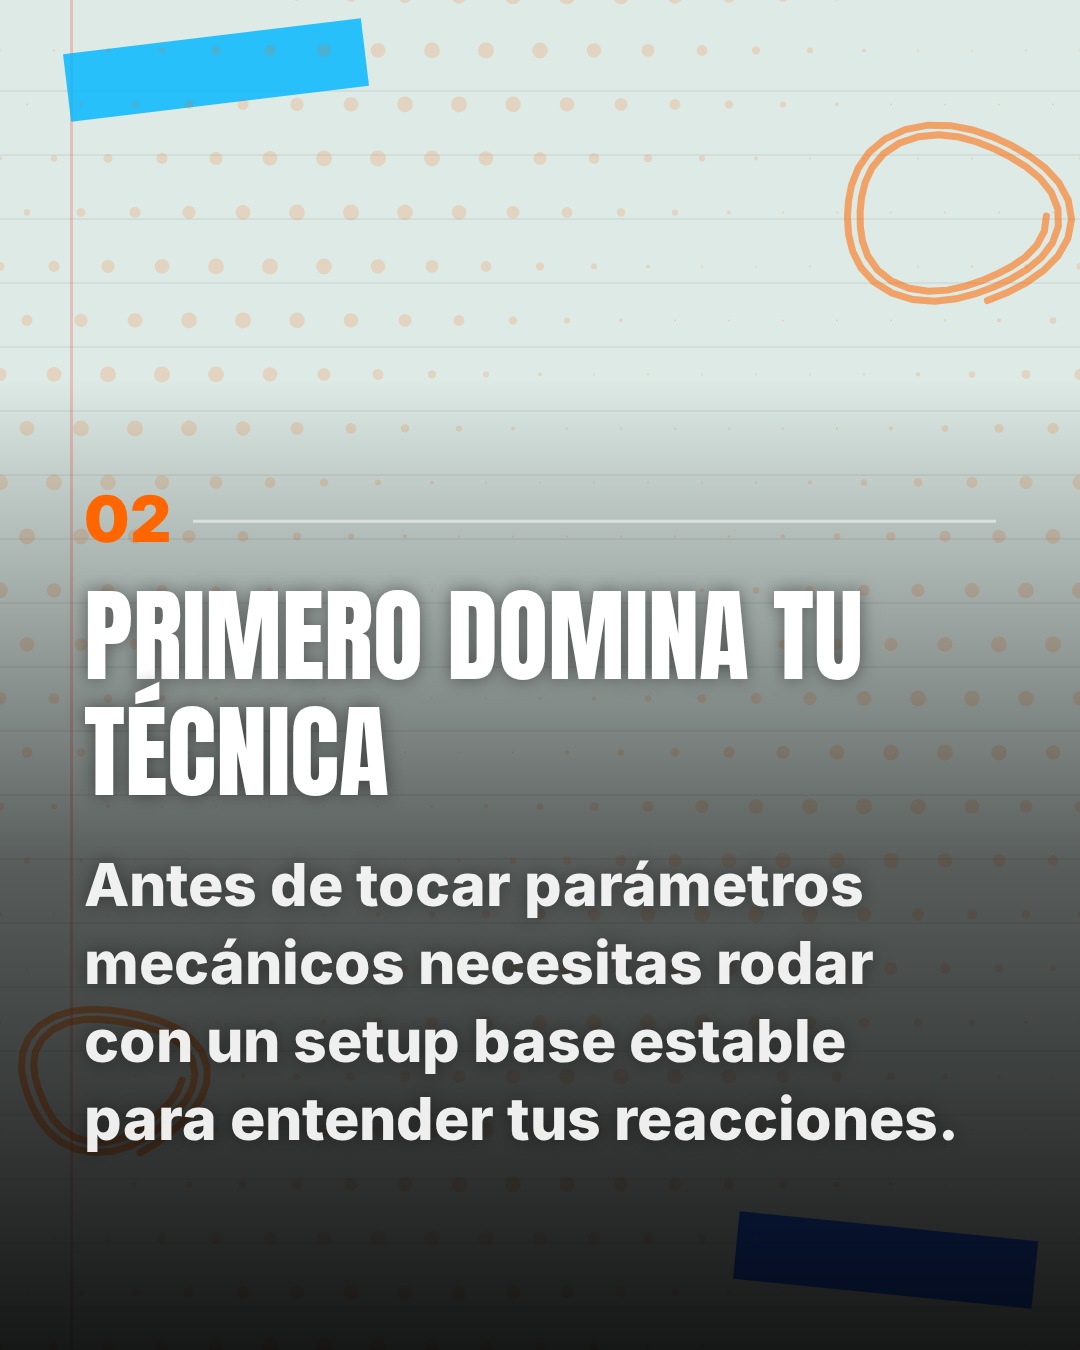 02
PRIMERO DOMINA TU
TÉCNICA
Antes de tocar parámetros
mecánicos necesitas rodar
con un setup base estable
para entender tus reacciones.